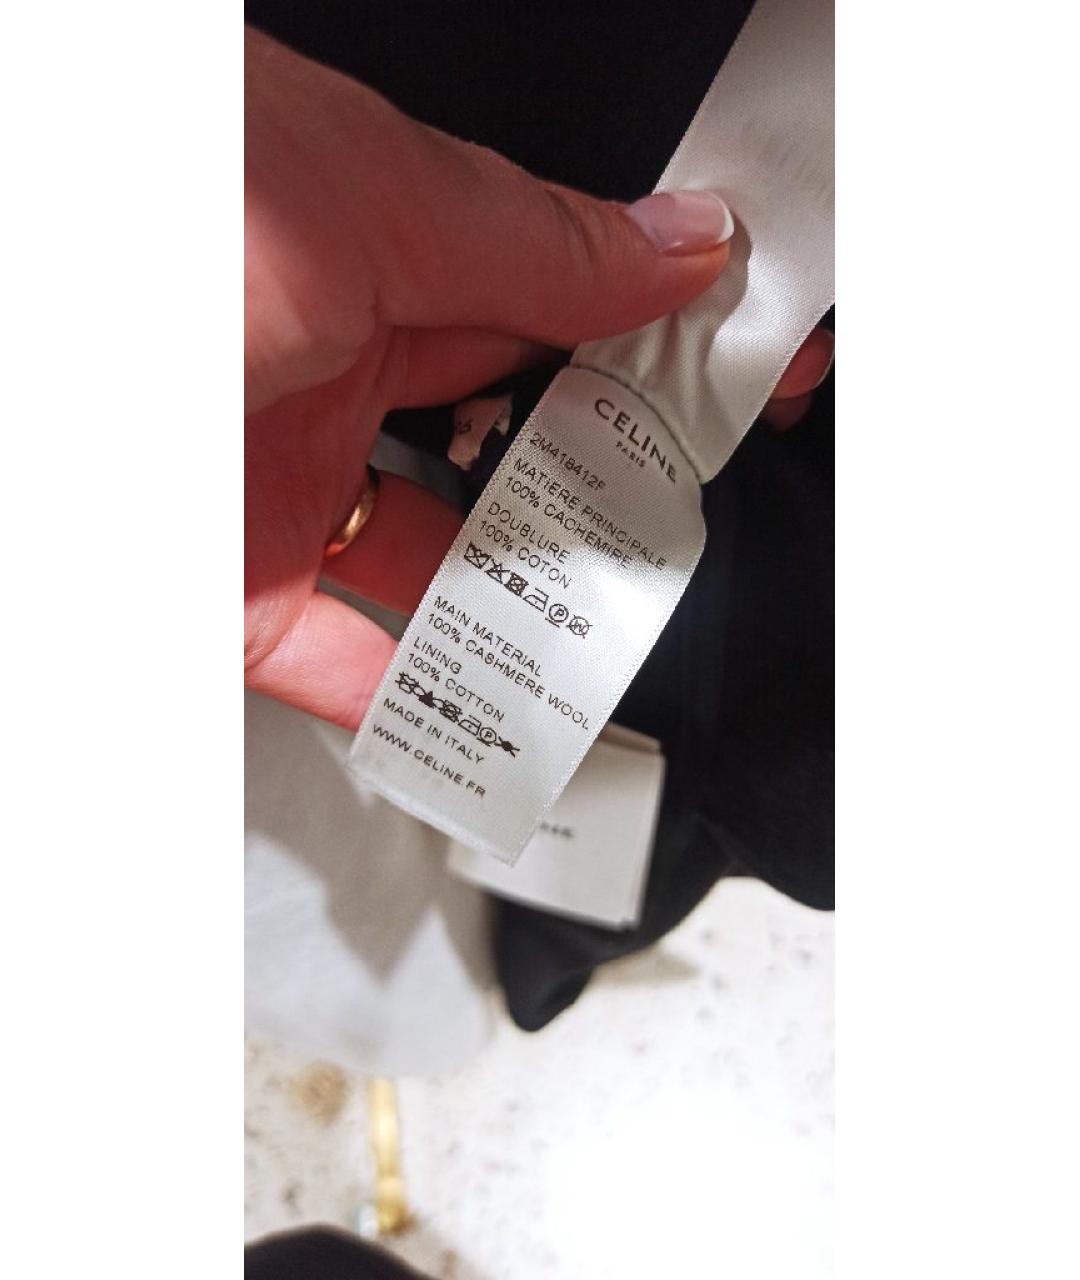 CELINE
PARIS
2M418412F
MATIERE PRINCIPALE
100% CACHEMIRE
DOUBLURE
100% COTON
P W
MAIN MATERIAL
100% CASHMERE WOOL
LINING
100% COTTON
P
MADE IN ITALY
WWW.CELINE.FR